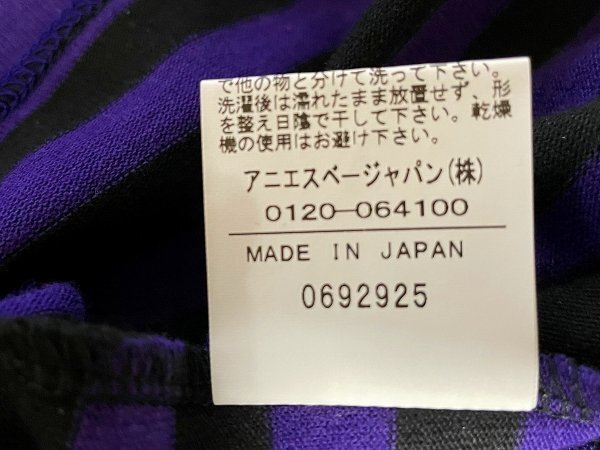 で他の物と分けて洗って下さい。
洗濯後は濡れたまま放置せず、形
を整え日陰で干して下さい。乾燥
機の使用はお避け下さい。
アニエスベージャパン(株)
0120-064100
MADE IN JAPAN
0692925